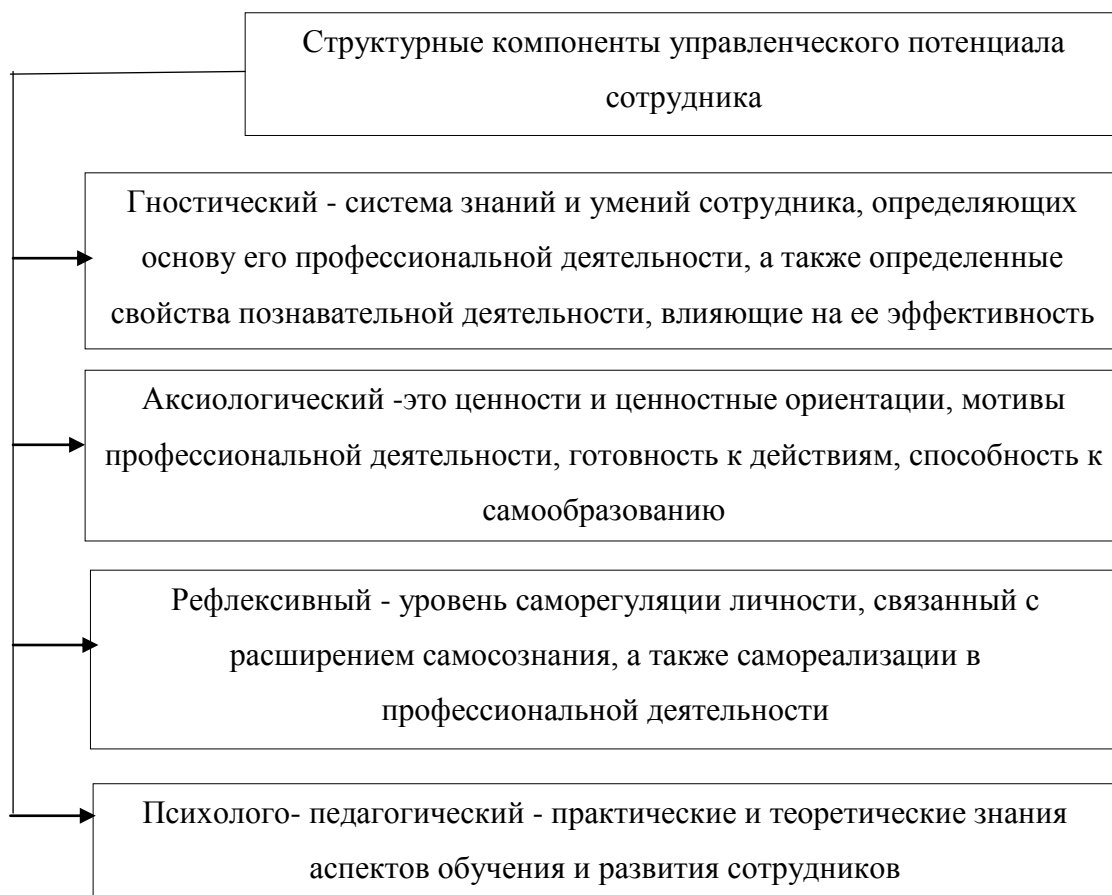 Структурные компоненты управленческого потенциала
сотрудника
Гностический - система знаний и умений сотрудника, определяющих
основу его профессиональной деятельности, а также определенные
свойства познавательной деятельности, влияющие на ее эффективность
Аксиологический -это ценности и ценностные ориентации, мотивы
профессиональной деятельности, готовность к действиям, способность к
самообразованию
Рефлексивный - уровень саморегуляции личности, связанный с
расширением самосознания, а также самореализации в
профессиональной деятельности
Психолого- педагогический - практические и теоретические знания
аспектов обучения и развития сотрудников